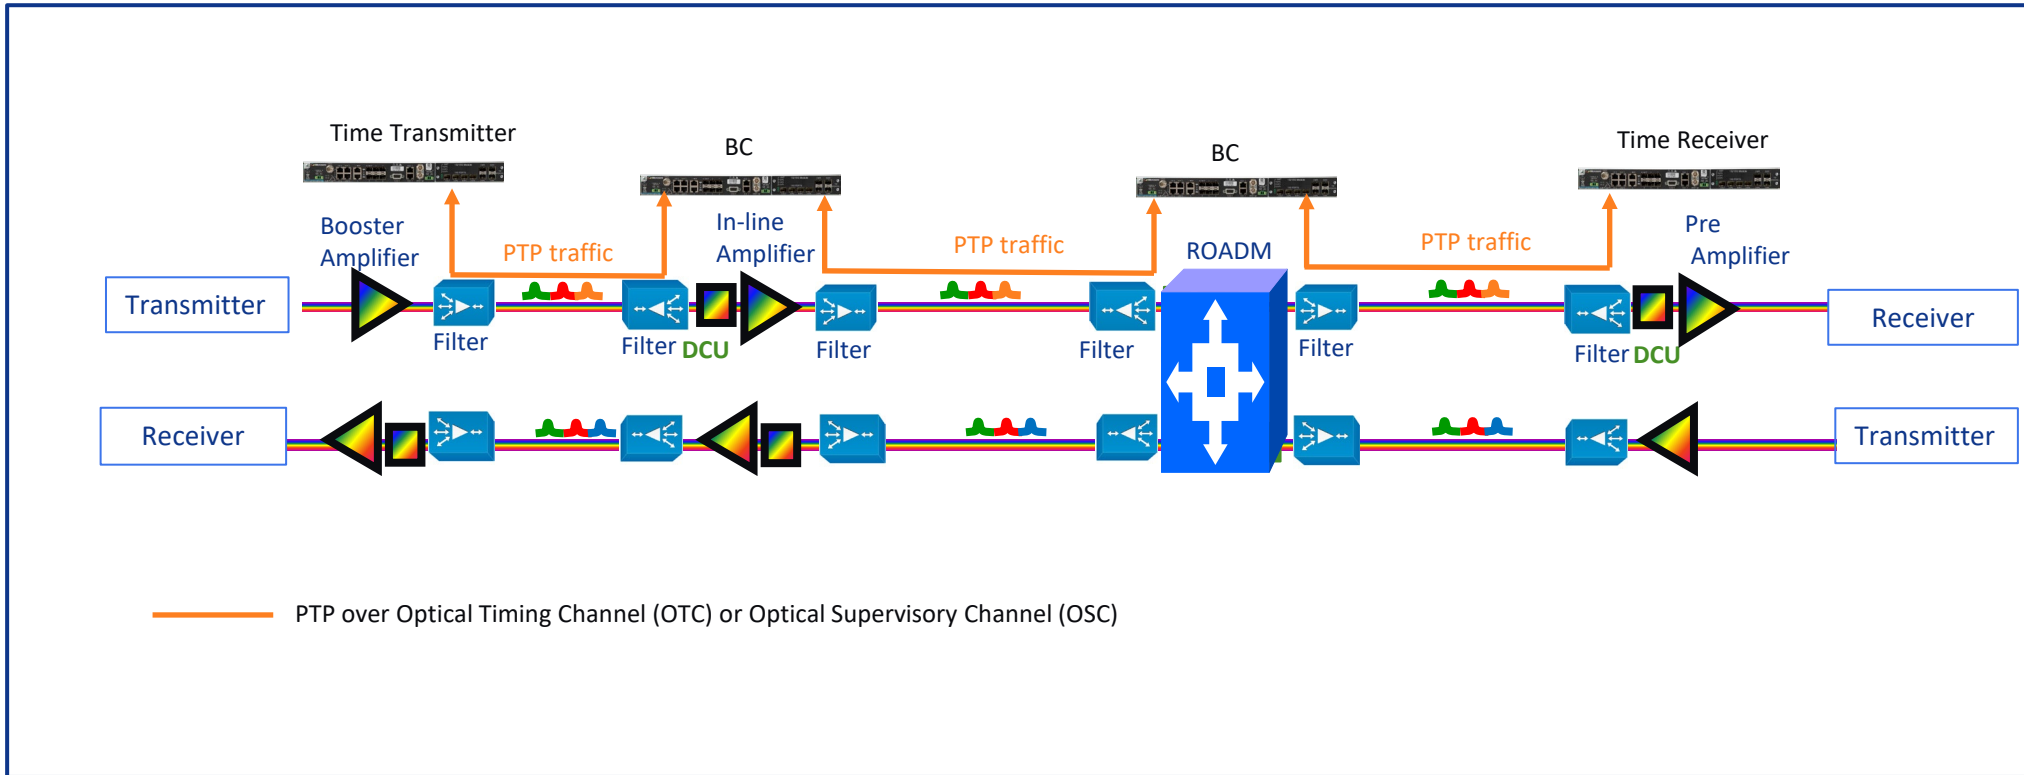 Time Transmitter
BC
BC
Time Receiver
Booster
Amplifier
PTP traffic
In-line
Amplifier
PTP traffic
ROADM
PTP traffic
Pre
Amplifier
Transmitter
Receiver
Filter
Filter
DCU
Filter
Filter
Filter
Filter
DCU
Receiver
Transmitter
PTP over Optical Timing Channel (OTC) or Optical Supervisory Channel (OSC)